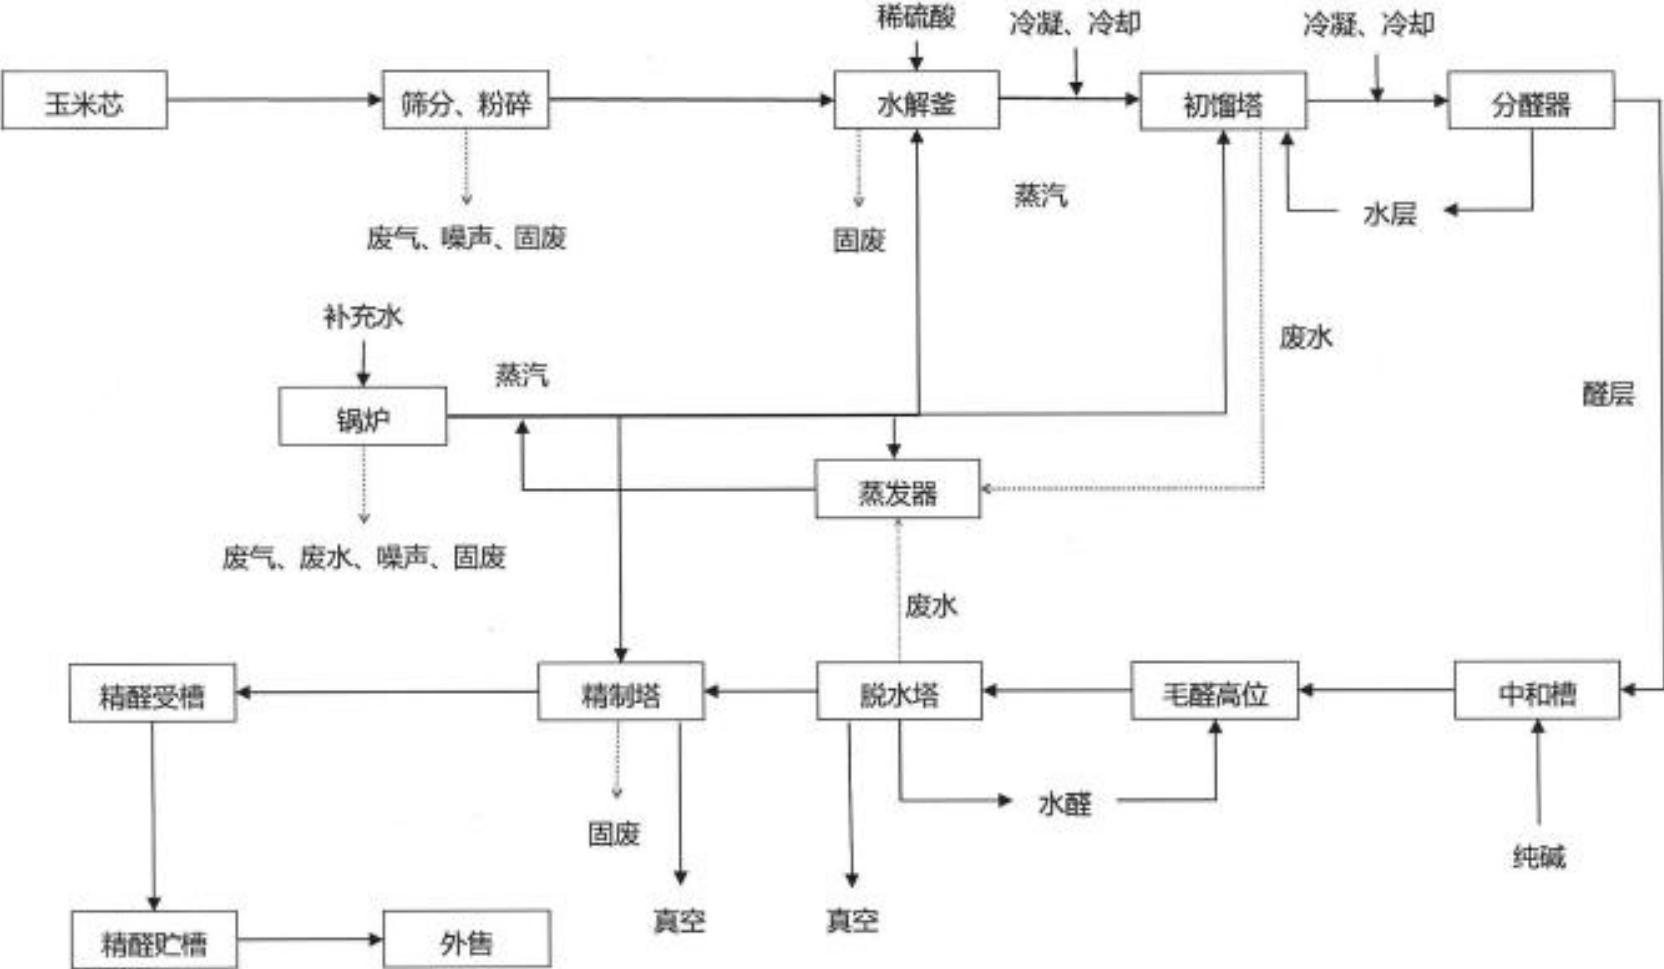 稀硫酸
冷凝、冷却
冷凝、冷却
玉米芯
筛分、粉碎
水解釜
初馏塔
分醛器
蒸汽
水层
废气、噪声、固废
固废
补充水
废水
蒸汽
醛层
锅炉
蒸发器
废气、废水、噪声、固废
废水
精醛受槽
精制塔
脱水塔
毛醛高位
中和槽
水醛
固废
纯碱
真空
真空
精醛贮槽
外售